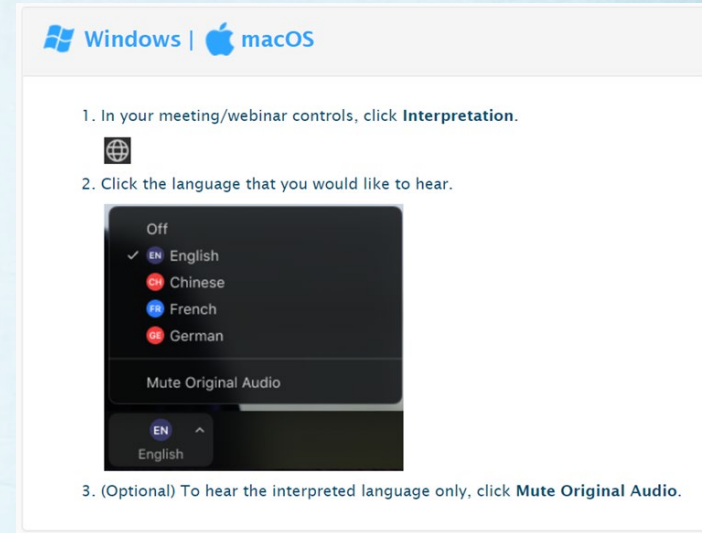 Windows | macOS
1. In your meeting/webinar controls, click Interpretation.
2. Click the language that you would like to hear.
Off
EN English
CH Chinese
FR French
GE German
Mute Original Audio
EN
English
3. (Optional) To hear the interpreted language only, click Mute Original Audio.